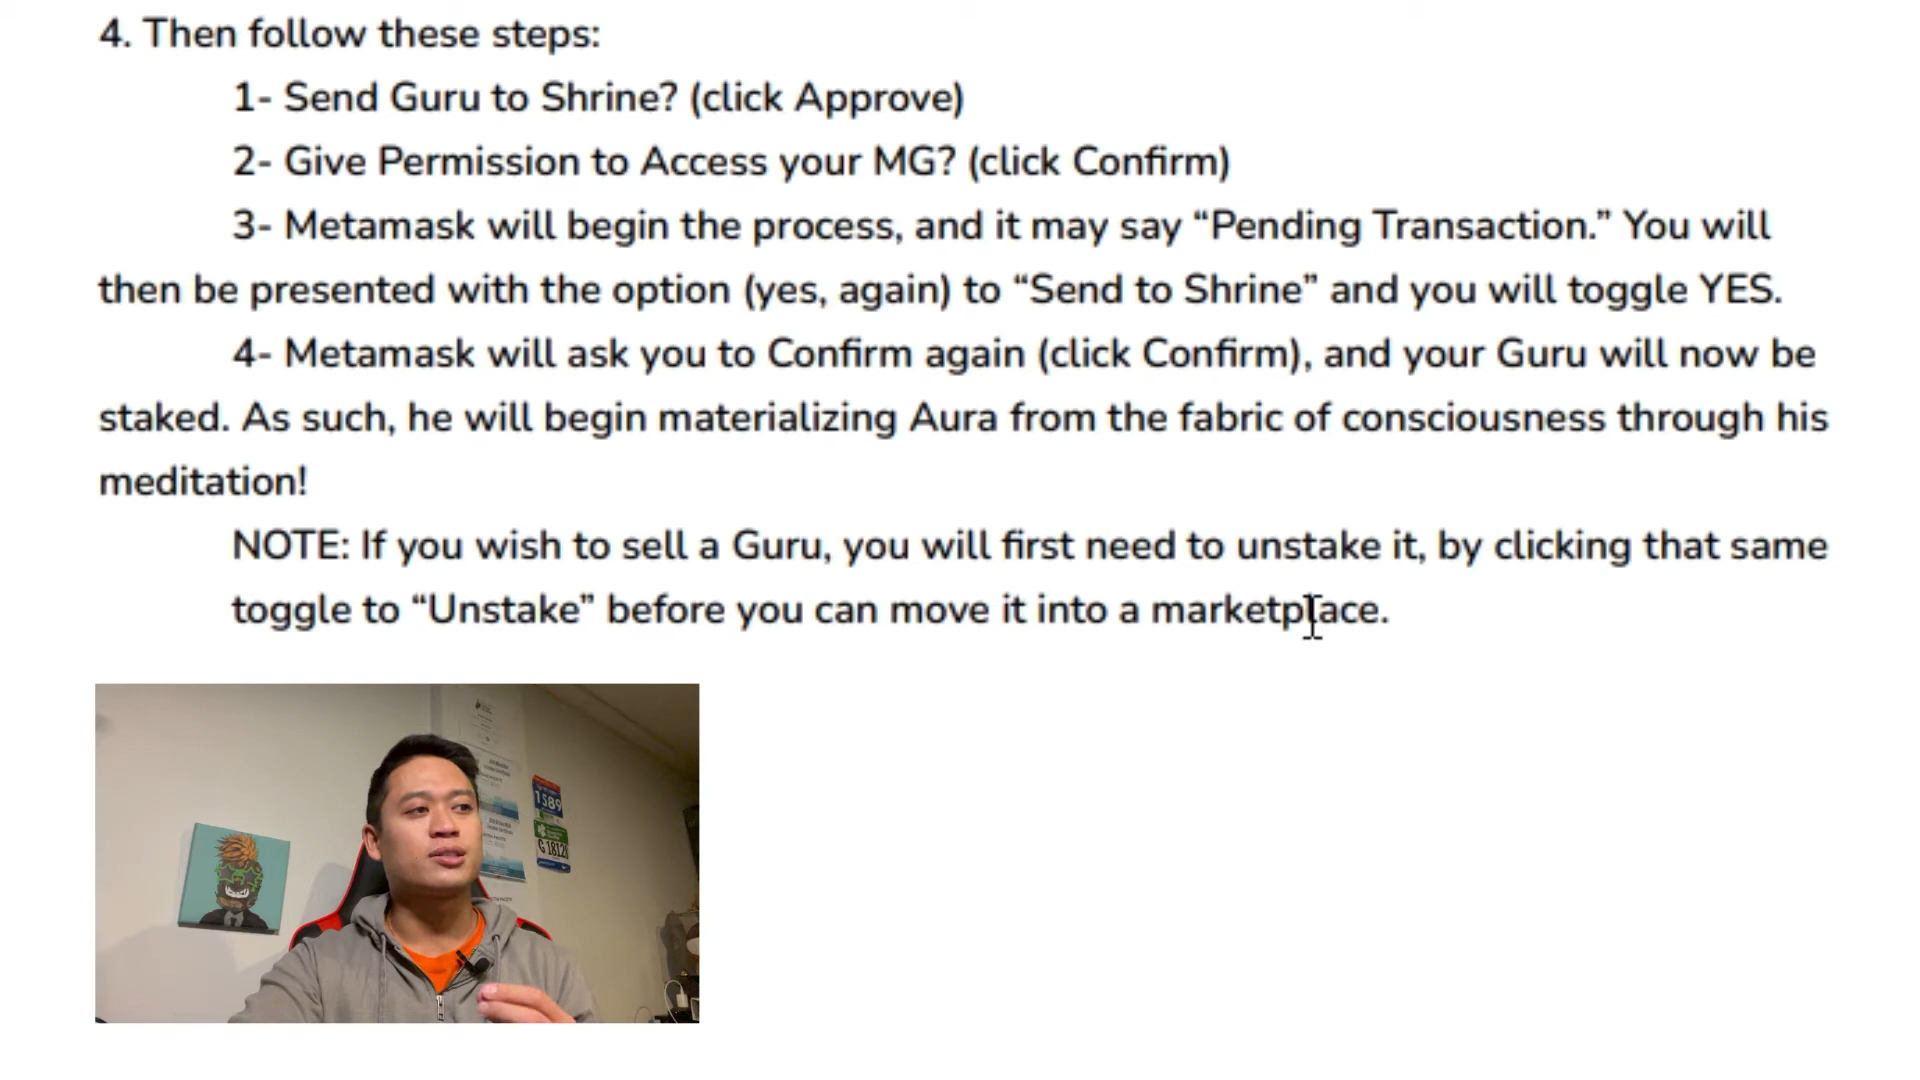 4. Then follow these steps:
1- Send Guru to Shrine? (click Approve)
2- Give Permission to Access your MG? (click Confirm)
3- Metamask will begin the process, and it may say “Pending Transaction.” You will
then be presented with the option (yes, again) to “Send to Shrine” and you will toggle YES.
4- Metamask will ask you to Confirm again (click Confirm), and your Guru will now be
staked. As such, he will begin materializing Aura from the fabric of consciousness through his
meditation!
NOTE: If you wish to sell a Guru, you will first need to unstake it, by clicking that same
toggle to “Unstake” before you can move it into a marketplace.
1589